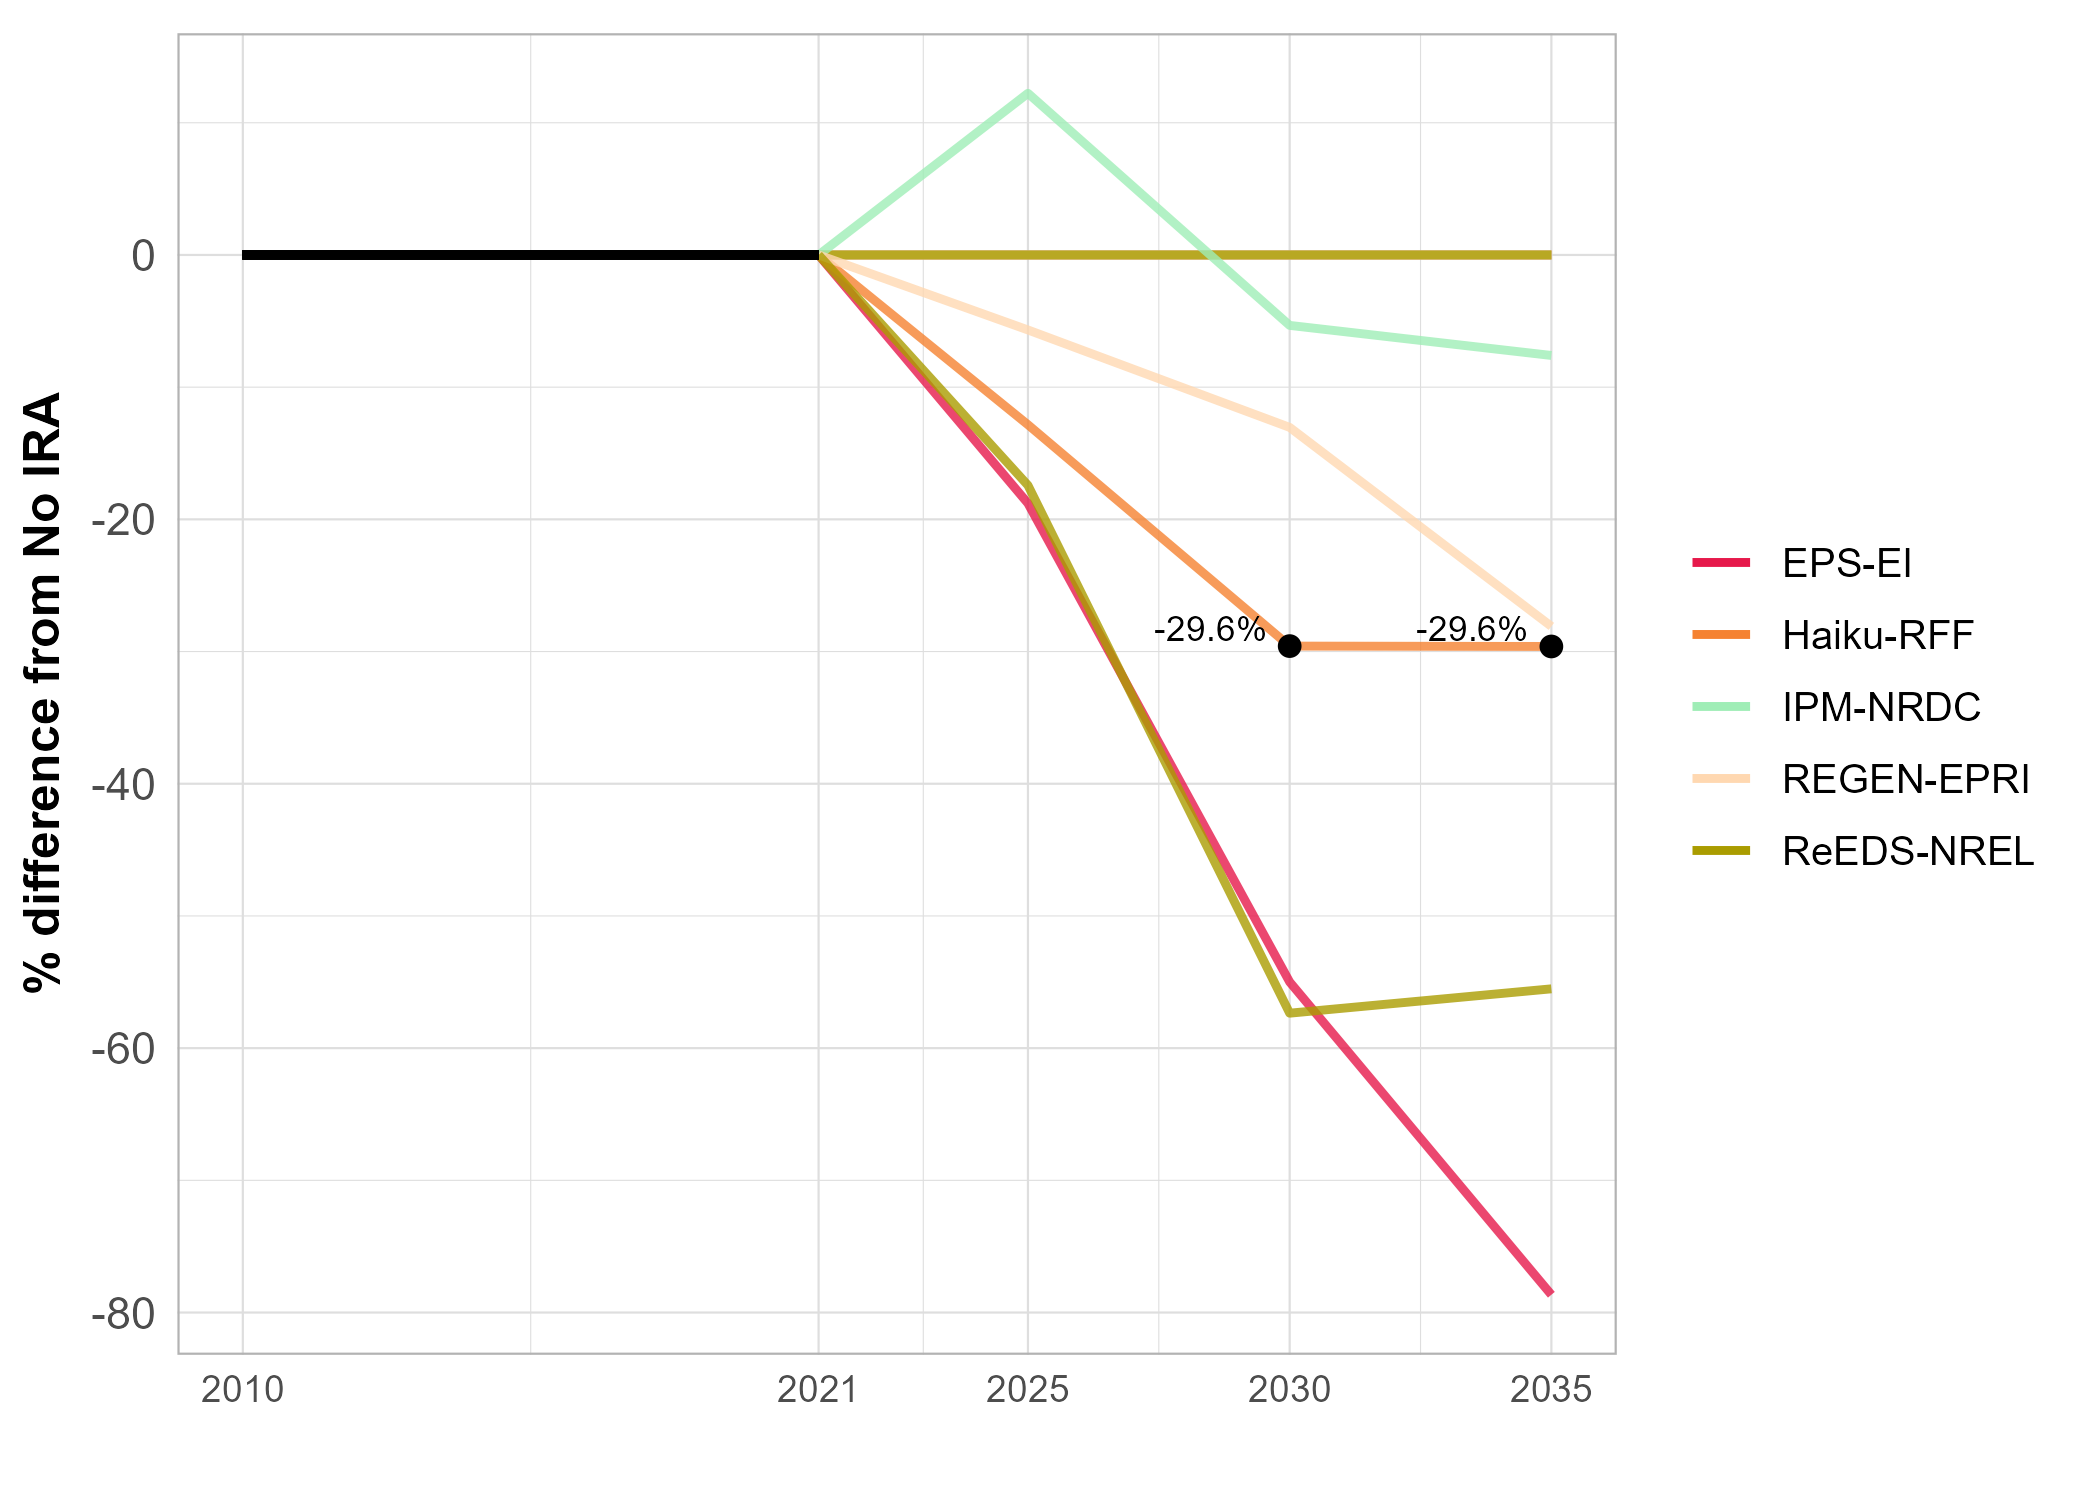 % difference from No IRA
0
-20
-40
-60
-80
-29.6%
-29.6%
2010
2021
2025
2030
2035
EPS-EI
Haiku-RFF
IPM-NRDC
REGEN-EPRI
ReEDS-NREL